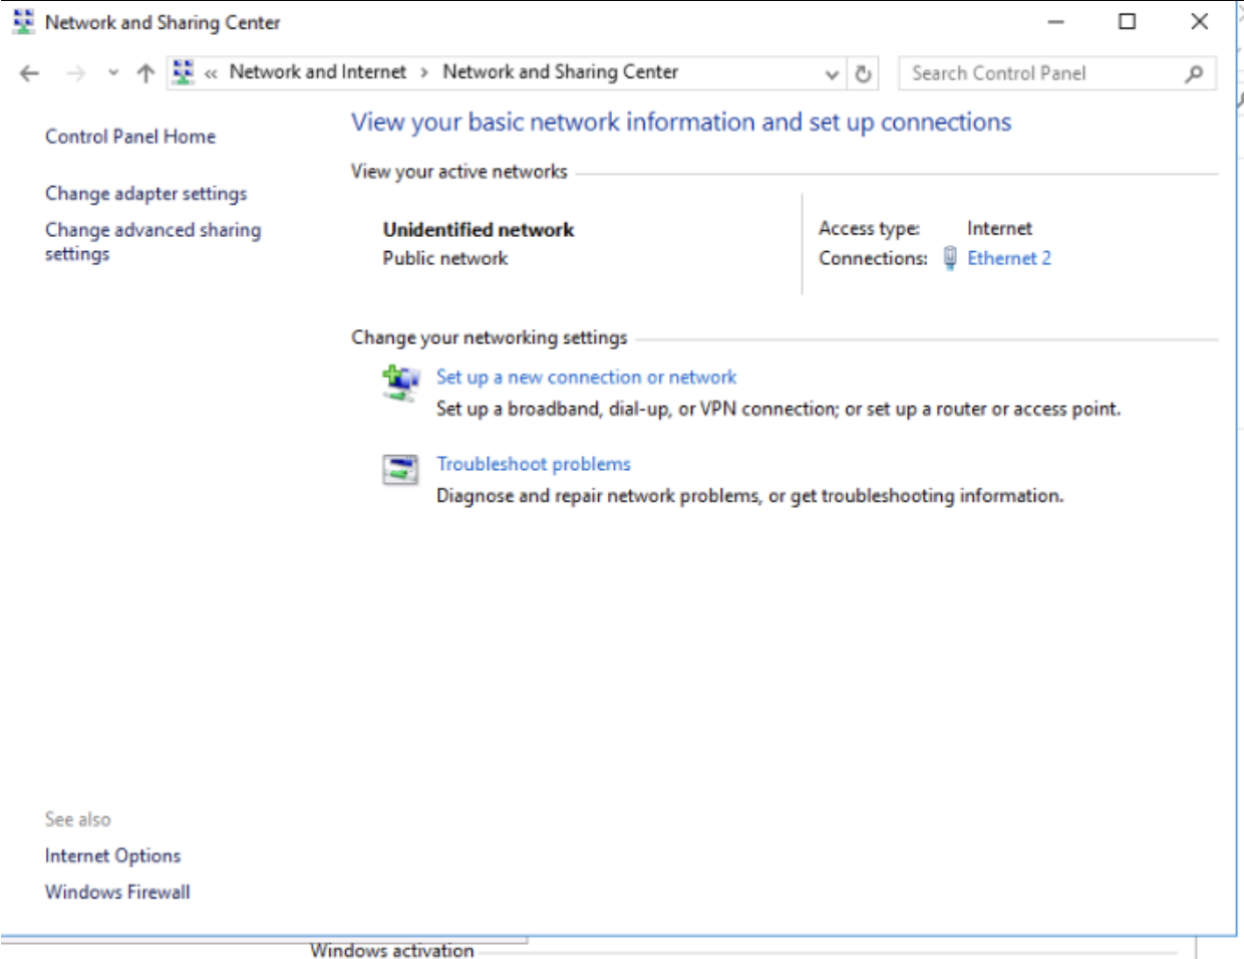 Network and Sharing Center
« Network and Internet > Network and Sharing Center
Search Control Panel
Control Panel Home
Change adapter settings
Change advanced sharing
settings
View your basic network information and set up connections
View your active networks
Unidentified network
Public network
Access type: Internet
Connections: Ethernet 2
Change your networking settings
Set up a new connection or network
Set up a broadband, dial-up, or VPN connection; or set up a router or access point.
Troubleshoot problems
Diagnose and repair network problems, or get troubleshooting information.
See also
Internet Options
Windows Firewall
Windows activation